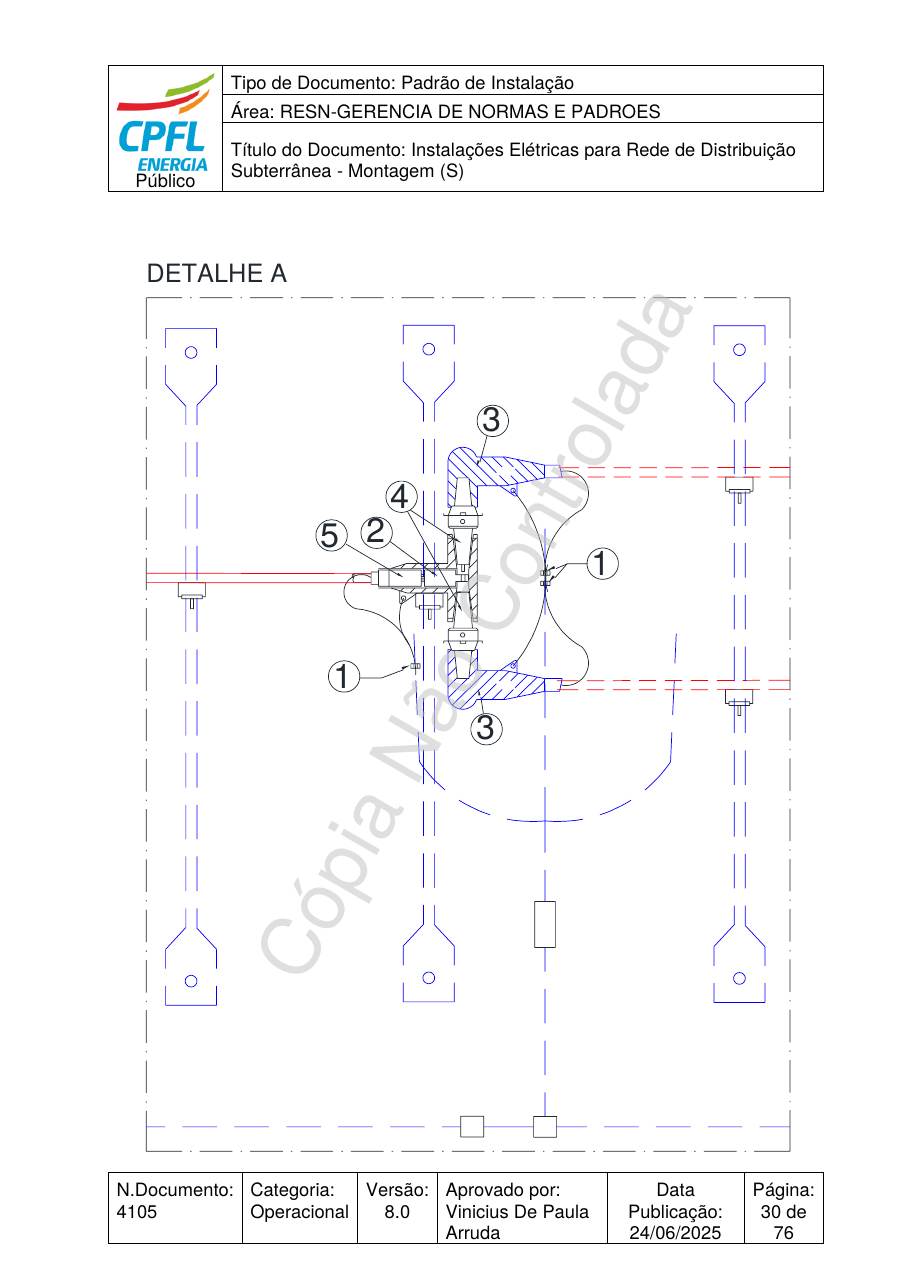 Tipo de Documento: Padrão de Instalação
Área: RESN-GERENCIA DE NORMAS E PADROES
CPFL
ENERGIA
Público
Título do Documento: Instalações Elétricas para Rede de Distribuição
Subterrânea - Montagem (S)
DETALHE A
3
4
5
2
1
1
3
Cópia Não Controlada
N.Documento:
4105
Categoria:
Operacional
Versão:
8.0
Aprovado por:
Vinicius De Paula
Arruda
Data
Publicação:
24/06/2025
Página:
30 de
76